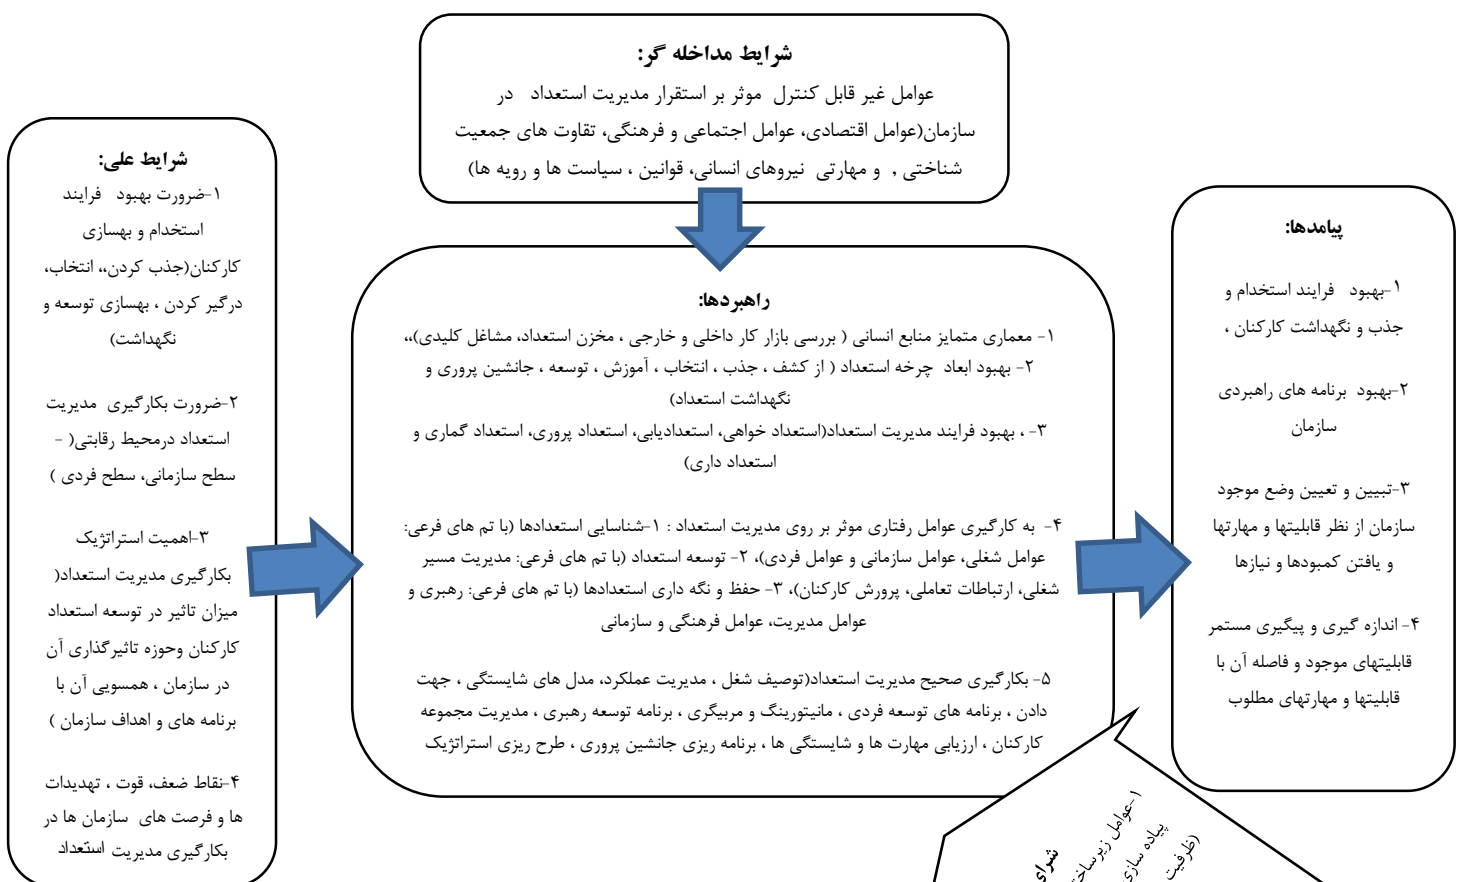 شرایط مداخله گر:
عوامل غیر قابل کنترل موثر بر استقرار مدیریت استعداد در
سازمان(عوامل اقتصادی، عوامل اجتماعی و فرهنگی، تقاوت های جمعیت
شناختی , و مهارتی نیروهای انسانی، قوانین ، سیاست ها و رویه ها)
شرایط علی:
۱-ضرورت بهبود فرایند
استخدام و بهسازی
کارکنان(جذب کردن،، انتخاب،
درگیر کردن ، بهسازی توسعه و
نگهداشت)
۲-ضرورت بکارگیری مدیریت
استعداد درمحیط رقابتی( -
سطح سازمانی، سطح فردی )
۳-اهمیت استراتژیک
بکارگیری مدیریت استعداد(
میزان تاثیر در توسعه استعداد
کارکنان وحوزه تاثیرگذاری آن
در سازمان ، همسویی آن با
برنامه های و اهداف سازمان )
۴-نقاط ضعف، قوت ، تهدیدات
ها و فرصت های سازمان ها در
بکارگیری مدیریت استعداد
راهبردها:
۱- معماری متمایز منابع انسانی ( بررسی بازار کار داخلی و خارجی ، مخزن استعداد، مشاغل کلیدی)،،
۲- بهبود ابعاد چرخه استعداد ( از کشف ، جذب ، انتخاب ، آموزش ، توسعه ، جانشین پروری و
نگهداشت استعداد)
۳- ، بهبود فرایند مدیریت استعداد(استعداد خواهی، استعدادیابی، استعداد پروری، استعداد گماری و
استعداد داری)
۴- به کارگیری عوامل رفتاری موثر بر روی مدیریت استعداد : ۱-شناسایی استعدادها (با تم های فرعی:
عوامل شغلی، عوامل سازمانی و عوامل فردی)، ۲- توسعه استعداد (با تم های فرعی: مدیریت مسیر
شغلی، ارتباطات تعاملی، پرورش کارکنان)، ۳- حفظ و نگه داری استعدادها (با تم های فرعی: رهبری و
عوامل مدیریت، عوامل فرهنگی و سازمانی
۵- بکارگیری صحیح مدیریت استعداد(توصیف شغل ، مدیریت عملکرد، مدل های شایستگی ، جهت
دادن ، برنامه های توسعه فردی ، مانیتورینگ و مربیگری ، برنامه توسعه رهبری ، مدیریت مجموعه
کارکنان ، ارزیابی مهارت ها و شایستگی ها ، برنامه ریزی جانشین پروری ، طرح ریزی استراتژیک
پیامدها:
۱-بهبود فرایند استخدام و
جذب و نگهداشت کارکنان ،
۲-بهبود برنامه های راهبردی
سازمان
۳-تبیین و تعیین وضع موجود
سازمان از نظر قابلیتها و مهارتها
و یافتن کمبودها و نیازها
۴- اندازه گیری و پیگیری مستمر
قابلیتهای موجود و فاصله آن با
قابلیتها و مهارتهای مطلوب
۱-عوامل
پیاده سازی
(ظرفیت